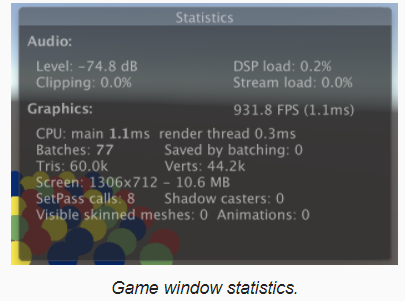 Statistics
Audio:
Level: -74.8 dB DSP load: 0.2%
Clipping: 0.0% Stream load: 0.0%
Graphics: 931.8 FPS (1.1ms)
CPU: main 1.1ms render thread 0.3ms
Batches: 77 Saved by batching: 0
Tris: 60.0k Verts: 44.2k
Screen: 1306x712 - 10.6 MB
SetPass calls: 8 Shadow casters: 0
Visible skinned meshes: 0 Animations: 0
Game window statistics.